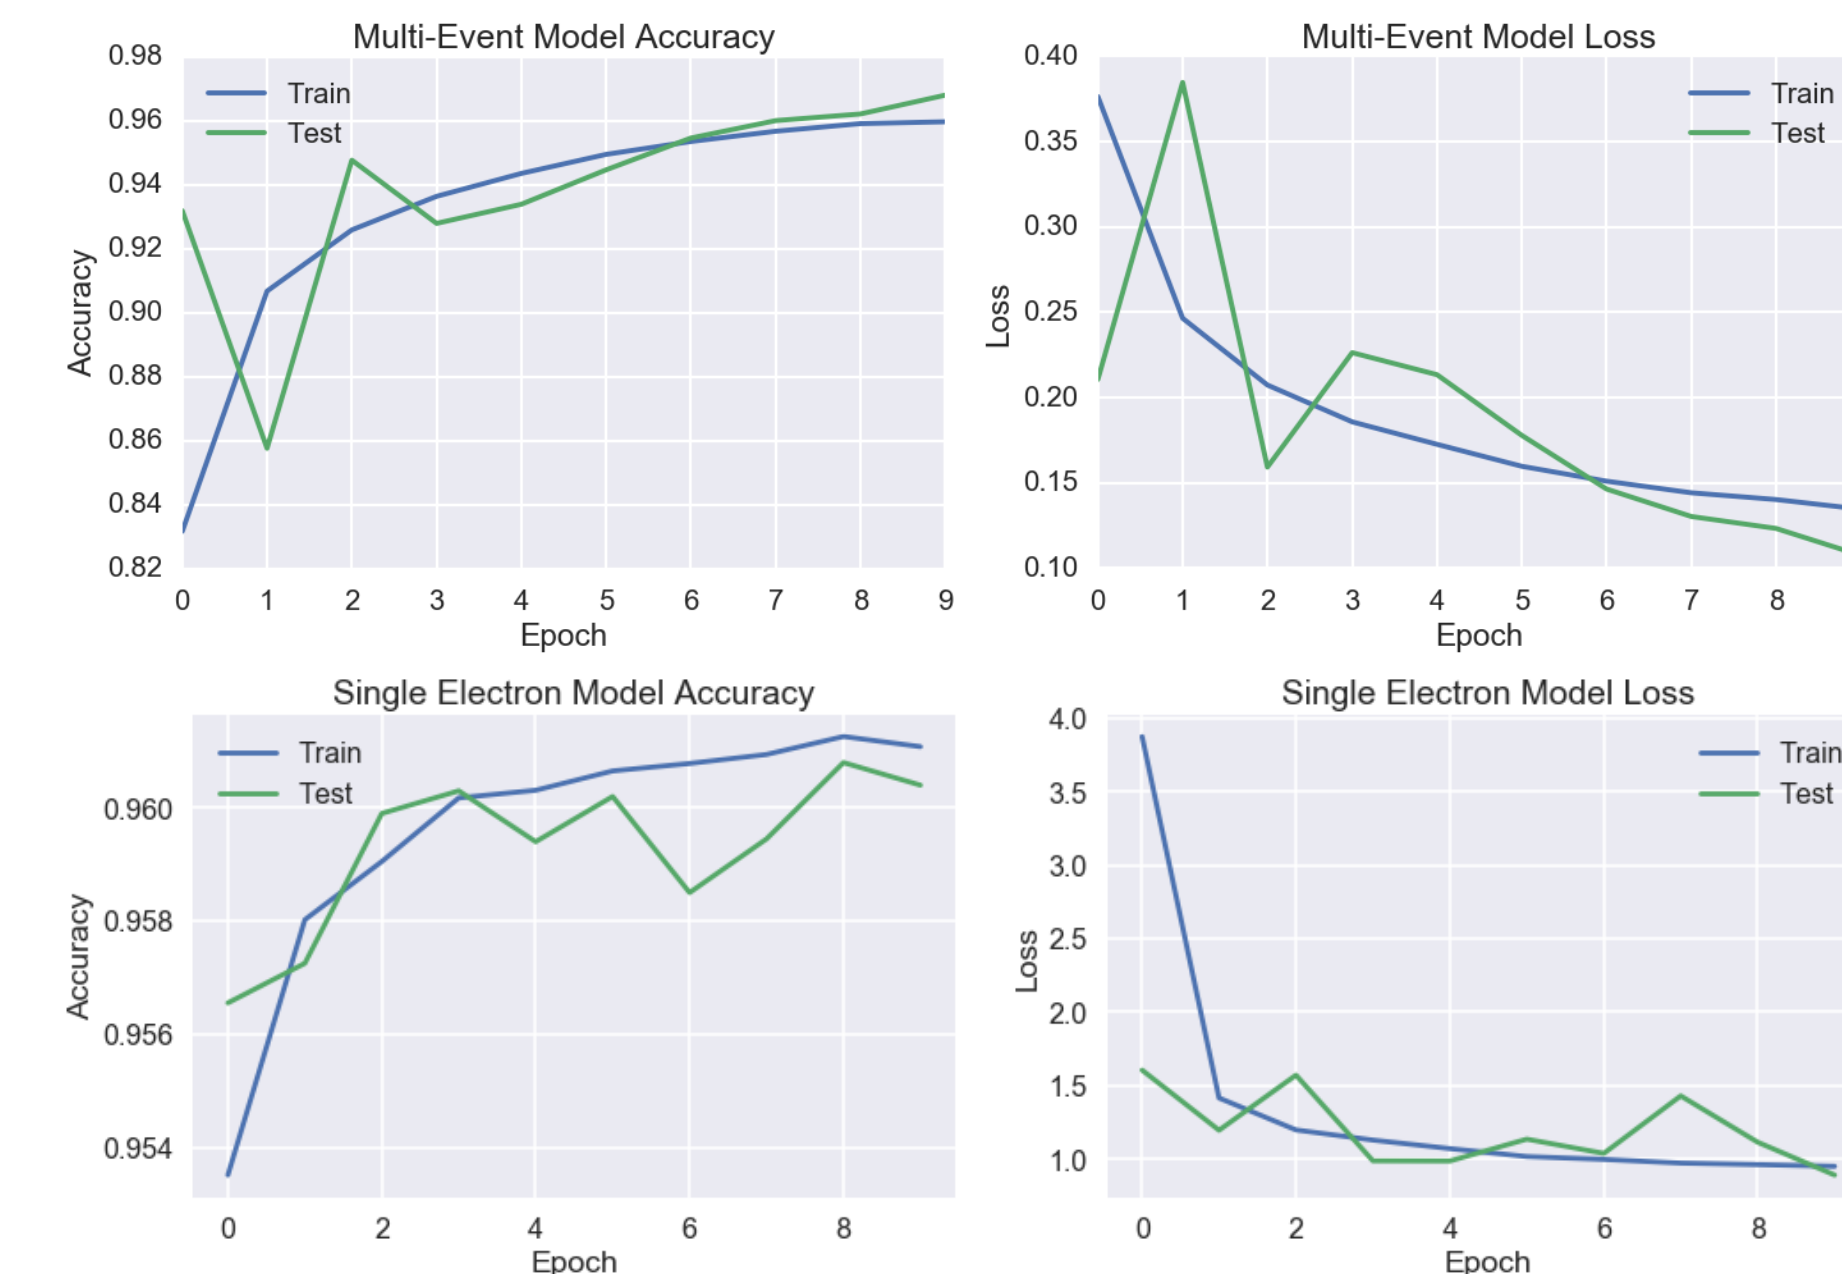 Multi-Event Model Accuracy
0.98
0.96
0.94
0.92
0.90
0.88
0.86
0.84
0.82
Accuracy
Train
Test
0 1 2 3 4 5 6 7 8 9
Epoch
Multi-Event Model Loss
0.40
0.35
0.30
0.25
0.20
0.15
0.10
Loss
Train
Test
0 1 2 3 4 5 6 7 8
Epoch
Single Electron Model Accuracy
0.960
0.958
0.956
0.954
Accuracy
Train
Test
0 2 4 6 8
Epoch
Single Electron Model Loss
4.0
3.5
3.0
2.5
2.0
1.5
1.0
Loss
Train
Test
0 2 4 6 8
Epoch